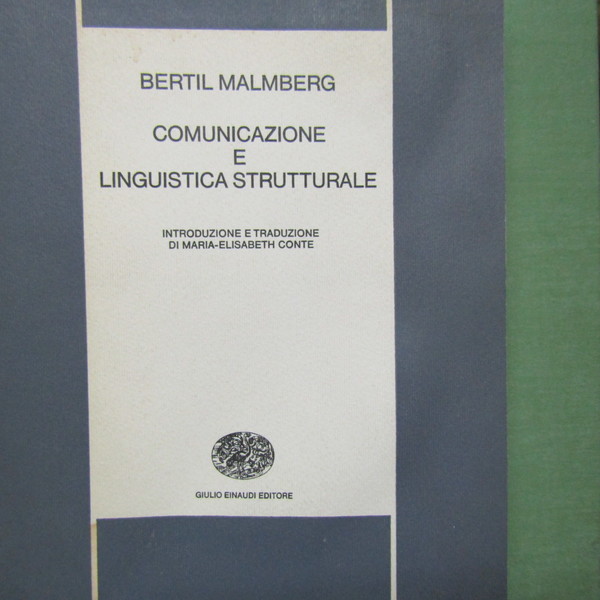 BERTIL MALMBERG
COMUNICAZIONE
E
LINGUISTICA STRUTTURALE
INTRODUZIONE E TRADUZIONE
DI MARIA-ELISABETH CONTE
GIULIO EINAUDI EDITORE